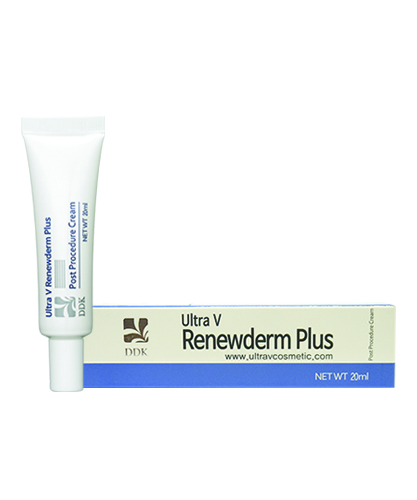 Ultra V Renewderm Plus
Post Procedure Cream
NET WT 20ml
DDK
Ultra V
Renewderm Plus
www.ultravcosmetic.com
DDK
Post Procedure Cream
NET WT 20ml